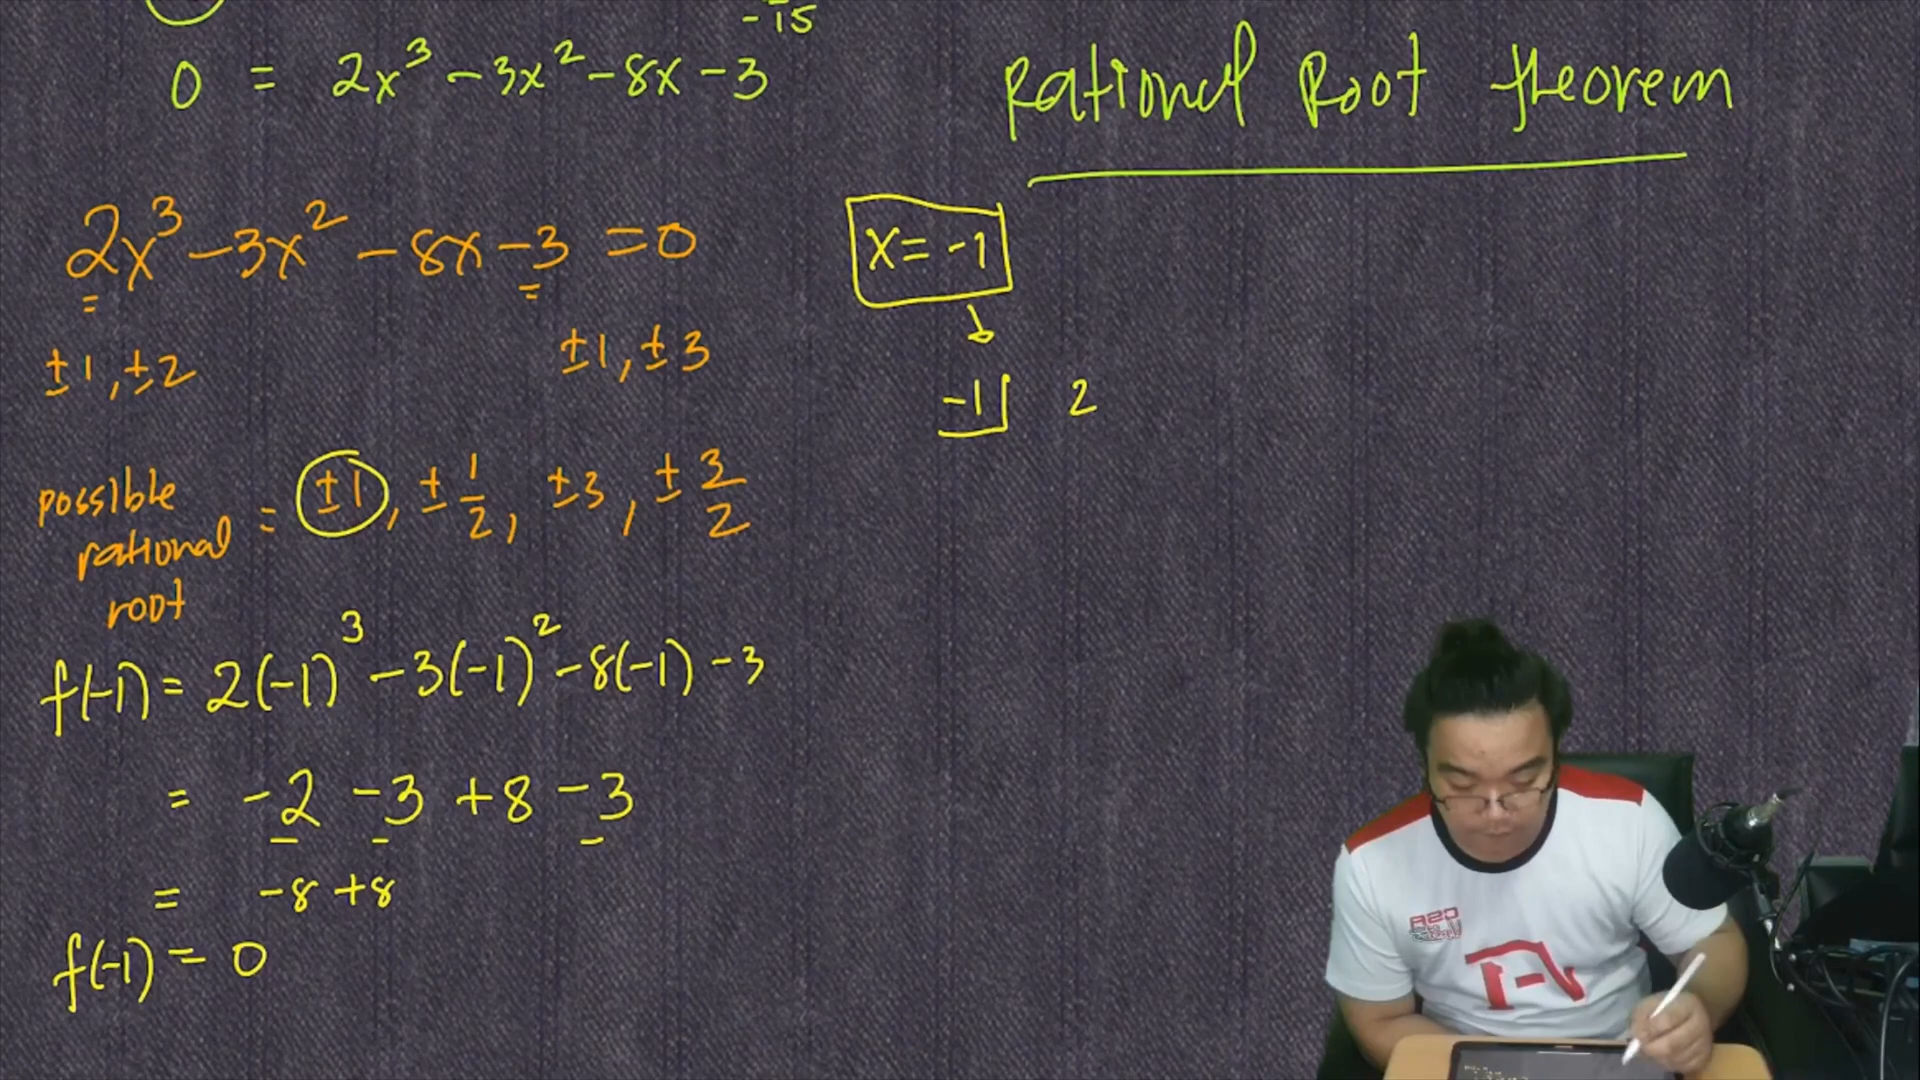 -15
0 = 2x³ - 3x² - 8x - 3
Rational Root theorem
2x³ - 3x² - 8x - 3 = 0
±1, ±2
±1, ±3
possible rational root = ±1, ±1/2, ±3, ±3/2
f(-1) = 2(-1)³ - 3(-1)² - 8(-1) - 3
= -2 - 3 + 8 - 3
= -8 + 8
f(-1) = 0
x = -1
-1 2